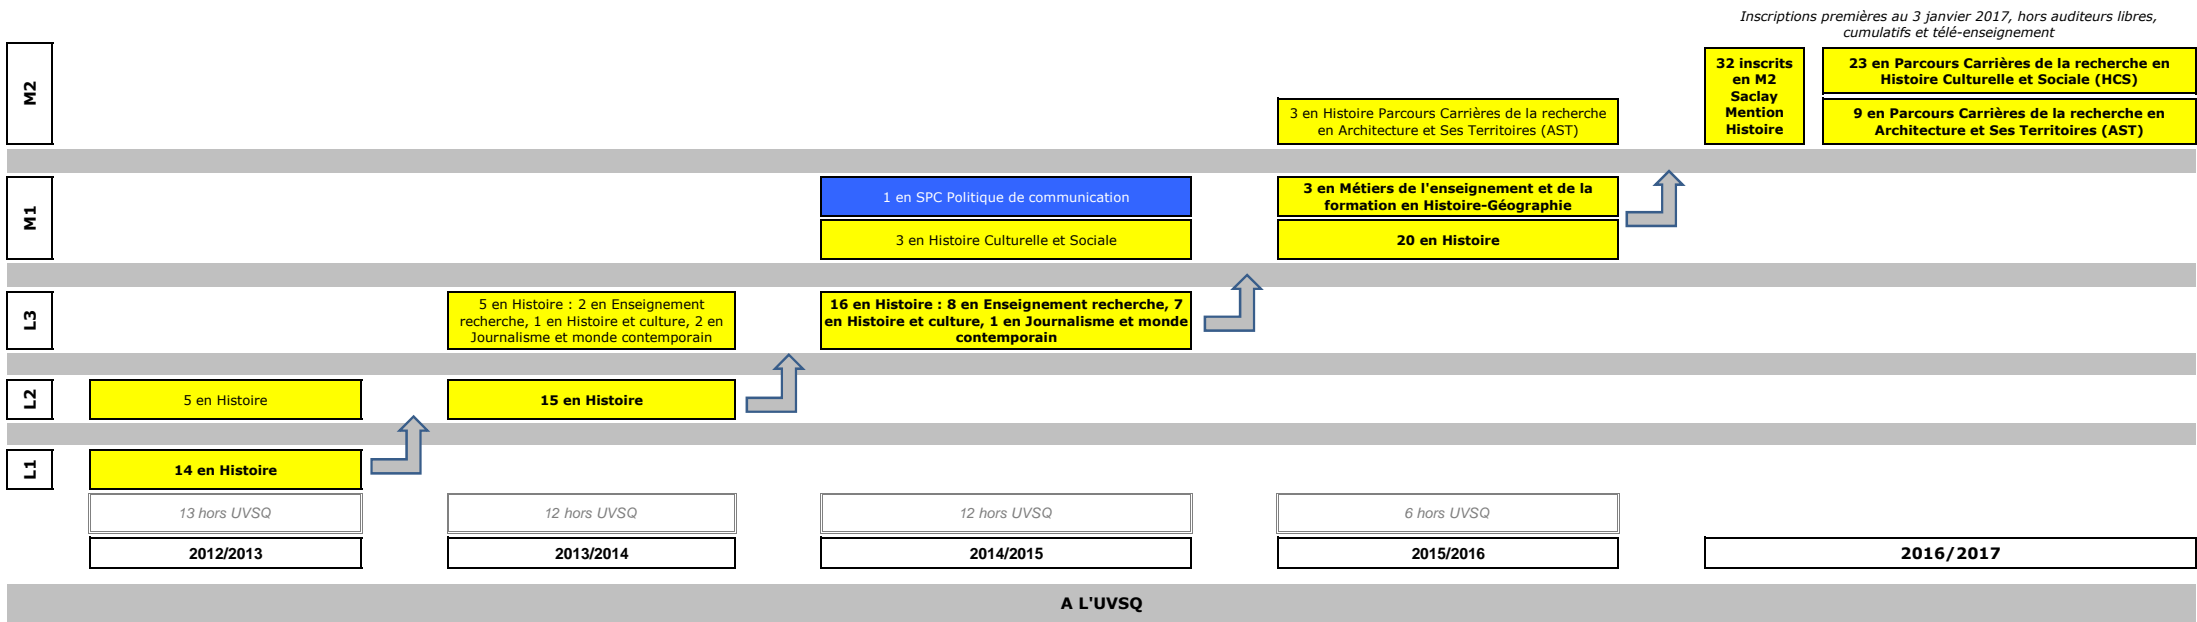 Inscriptions premières au 3 janvier 2017, hors auditeurs libres,
cumulatifs et télé-enseignement
M2
32 inscrits
en M2
Saclay
Mention
Histoire
23 en Parcours Carrières de la recherche en
Histoire Culturelle et Sociale (HCS)
3 en Histoire Parcours Carrières de la recherche
en Architecture et Ses Territoires (AST)
9 en Parcours Carrières de la recherche en
Architecture et Ses Territoires (AST)
M1
1 en SPC Politique de communication
3 en Métiers de l'enseignement et de la
formation en Histoire-Géographie
3 en Histoire Culturelle et Sociale
20 en Histoire
L3
5 en Histoire : 2 en Enseignement
recherche, 1 en Histoire et culture, 2 en
Journalisme et monde contemporain
16 en Histoire : 8 en Enseignement recherche, 7
en Histoire et culture, 1 en Journalisme et monde
contemporain
L2
5 en Histoire
15 en Histoire
L1
14 en Histoire
13 hors UVSQ
12 hors UVSQ
12 hors UVSQ
6 hors UVSQ
2012/2013
2013/2014
2014/2015
2015/2016
2016/2017
A L'UVSQ